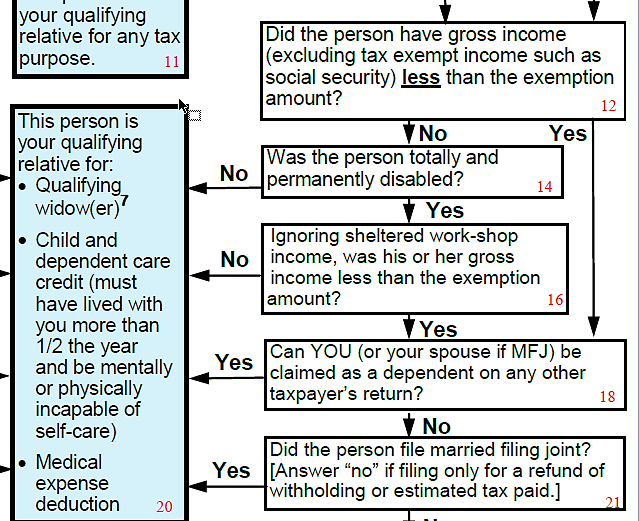 your qualifying
relative for any tax
purpose. 11
Did the person have gross income
(excluding tax exempt income such as
social security) less than the exemption
amount? 12
No
Yes
This person is
your qualifying
relative for:
• Qualifying
widow(er)7
• Child and
dependent care
credit (must
have lived with
you more than
1/2 the year
and be mentally
or physically
incapable of
self-care)
• Medical
expense
deduction 20
No
Was the person totally and
permanently disabled? 14
Yes
No
Ignoring sheltered work-shop
income, was his or her gross
income less than the exemption
amount? 16
Yes
Yes
Can YOU (or your spouse if MFJ) be
claimed as a dependent on any other
taxpayer's return? 18
No
Yes
Did the person file married filing joint?
[Answer “no” if filing only for a refund of
withholding or estimated tax paid.] 21